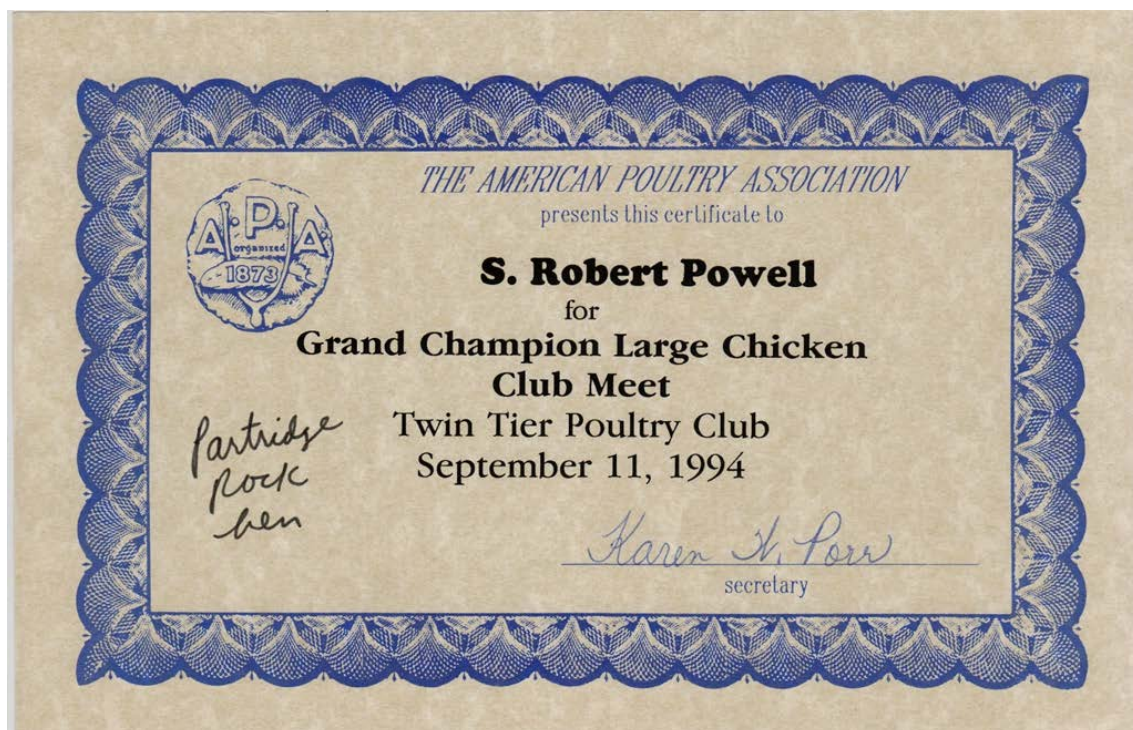 THE AMERICAN POULTRY ASSOCIATION
presents this certificate to
A.P.A
organized
1873
S. Robert Powell
for
Grand Champion Large Chicken
Club Meet
Twin Tier Poultry Club
September 11, 1994
Partridge
Rock
hen
Karen N. Porr
secretary